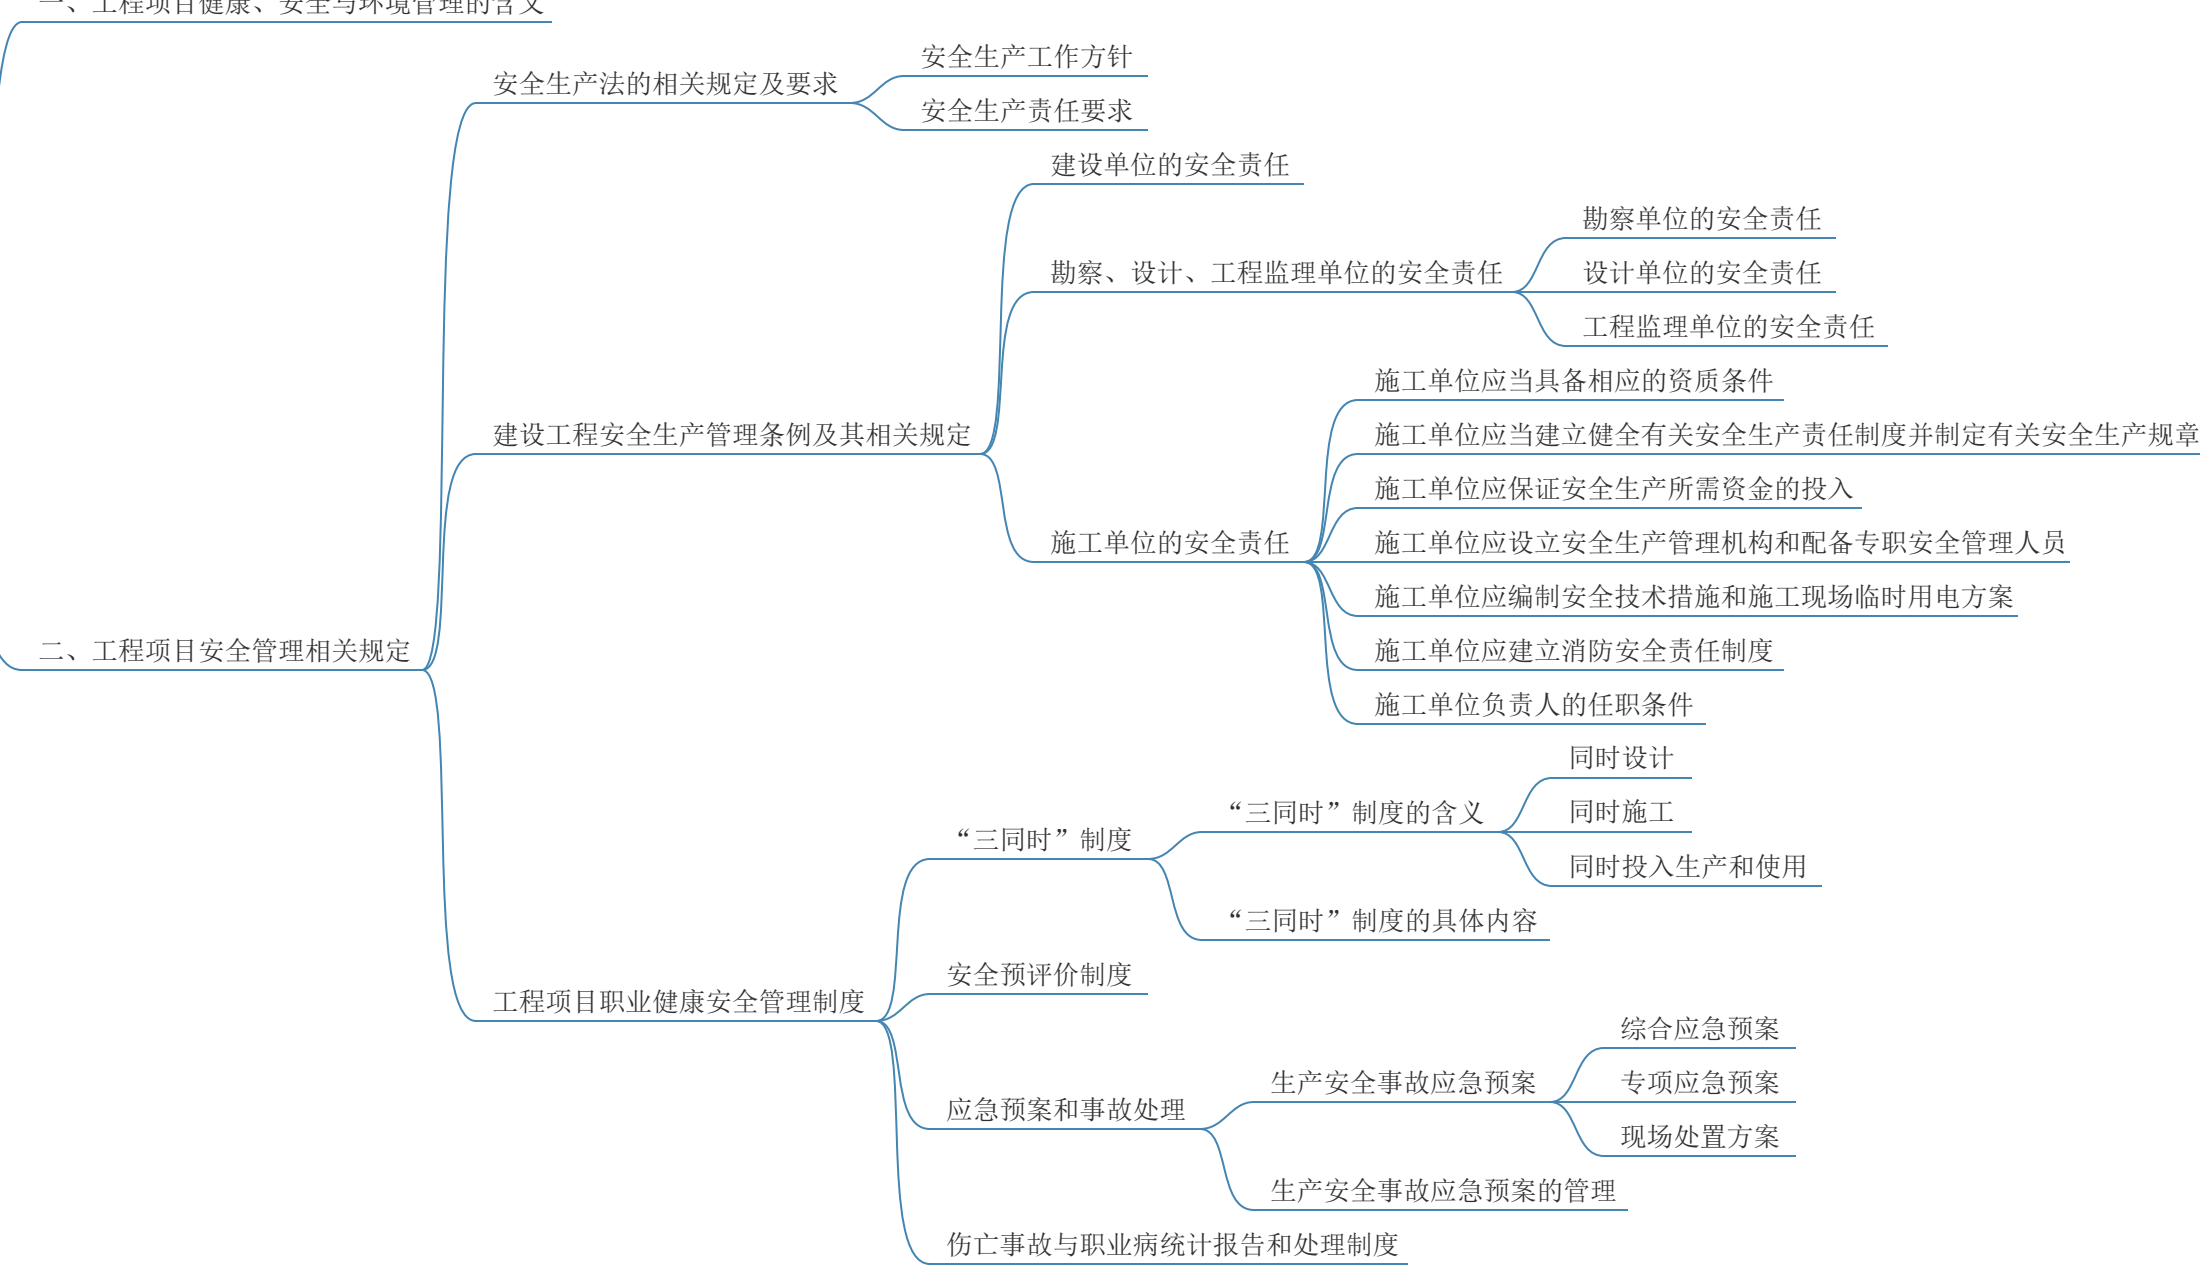 一、工程项目健康、安全与环境管理的含义
安全生产工作方针
安全生产法的相关规定及要求
安全生产责任要求
建设单位的安全责任
勘察单位的安全责任
勘察、设计、工程监理单位的安全责任
设计单位的安全责任
工程监理单位的安全责任
施工单位应当具备相应的资质条件
建设工程安全生产管理条例及其相关规定
施工单位应当建立健全有关安全生产责任制度并制定有关安全生产规章
施工单位应保证安全生产所需资金的投入
施工单位的安全责任
施工单位应设立安全生产管理机构和配备专职安全管理人员
施工单位应编制安全技术措施和施工现场临时用电方案
二、工程项目安全管理相关规定
施工单位应建立消防安全责任制度
施工单位负责人的任职条件
同时设计
“三同时”制度的含义
同时施工
“三同时”制度
同时投入生产和使用
“三同时”制度的具体内容
安全预评价制度
工程项目职业健康安全管理制度
综合应急预案
生产安全事故应急预案
专项应急预案
应急预案和事故处理
现场处置方案
生产安全事故应急预案的管理
伤亡事故与职业病统计报告和处理制度